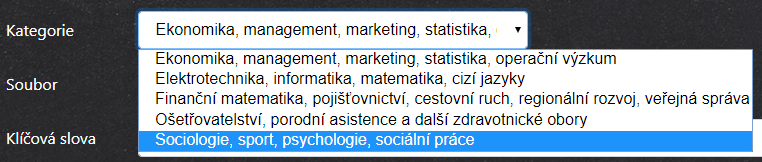 Kategorie
Ekonomika, management, marketing, statistika,
Ekonomika, management, marketing, statistika, operační výzkum
Elektrotechnika, informatika, matematika, cizí jazyky
Soubor
Finanční matematika, pojišťovnictví, cestovní ruch, regionální rozvoj, veřejná správa
Ošetřovatelství, porodní asistence a další zdravotnické obory
Klíčová slova
Sociologie, sport, psychologie, sociální práce